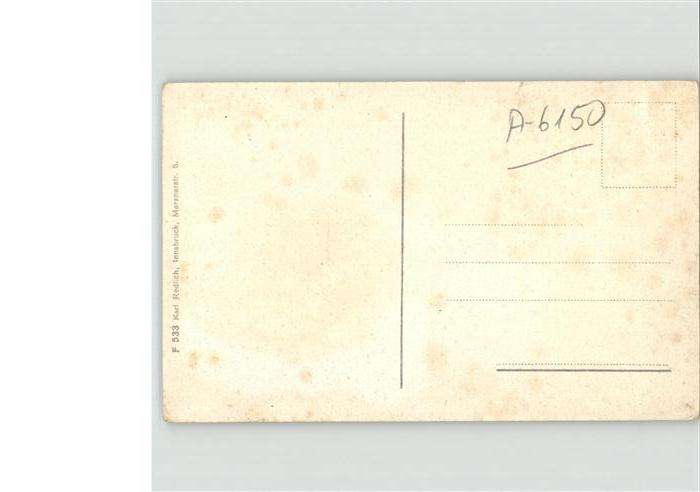 A-6150
F 533 Karl Redlich, Innsbruck, Meranerstr. 5.